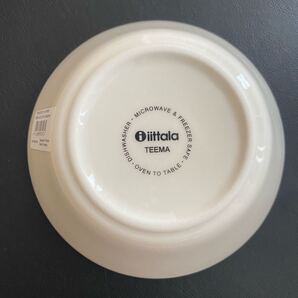 DISHWASHER - MICROWAVE & FREEZER SAFE - OVEN TO TABLE -
iittala
TEEMA